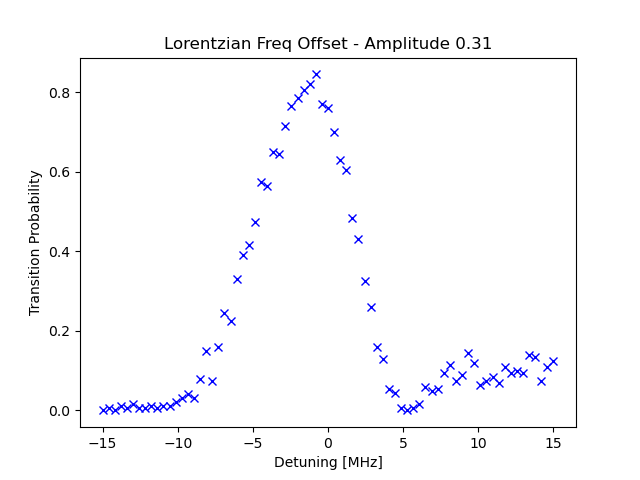 Lorentzian Freq Offset - Amplitude 0.31
Transition Probability
0.8
0.6
0.4
0.2
0.0
−15 −10 −5 0 5 10 15
Detuning [MHz]